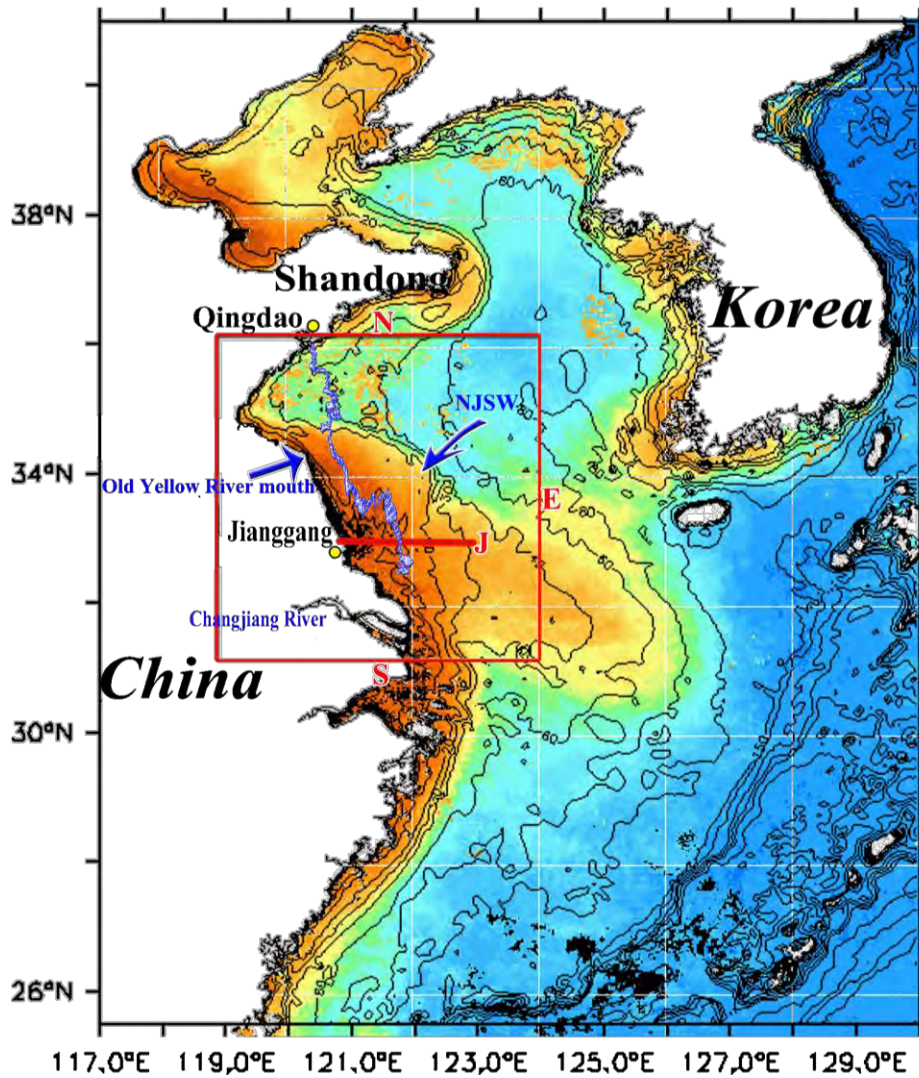 38°N
Shandong
Qingdao
N
Korea
NJSW
34°N
Old Yellow River mouth
E
Jianggang
J
Changjiang River
China
S
30°N
26°N
117.0°E 119.0°E 121.0°E 123.0°E 125.0°E 127.0°E 129.0°E